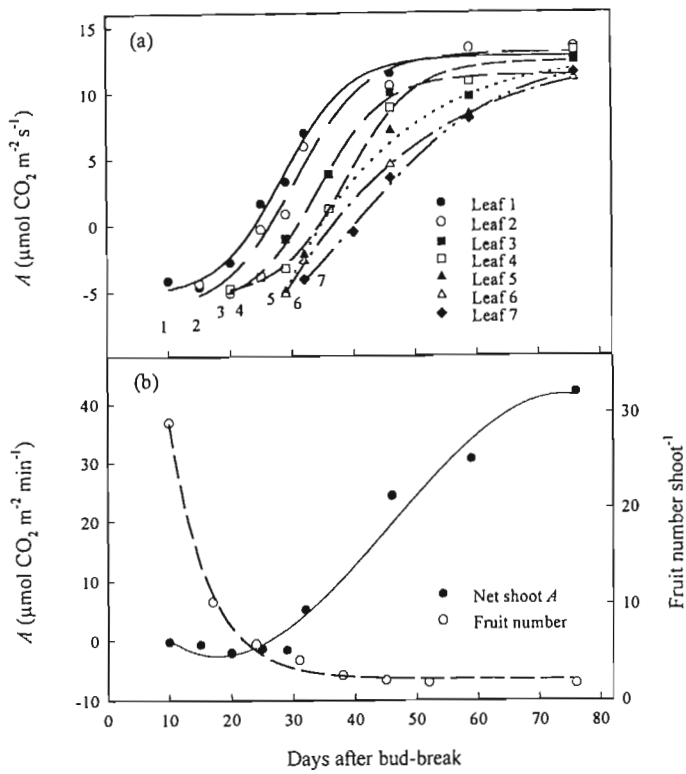 (a)
15
10
5
0
-5
A (µmol CO₂ m⁻² s⁻¹)
1
2
3
4
5
6
7
Leaf 1
Leaf 2
Leaf 3
Leaf 4
Leaf 5
Leaf 6
Leaf 7
(b)
40
30
20
10
0
-10
A (µmol CO₂ m⁻² min⁻¹)
30
20
10
0
Fruit number shoot⁻¹
Net shoot A
Fruit number
0 10 20 30 40 50 60 70 80
Days after bud-break